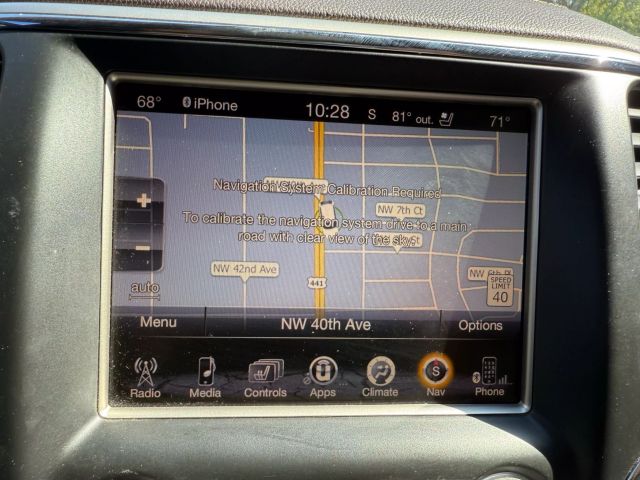 68° iPhone 10:28 S 81° out. 71°
Navigation System Calibration Required
NW 7th Ct
To calibrate the navigation system drive to a main
road with clear view of the sky.
NW 42nd Ave
441
auto
SPEED
LIMIT
40
Menu NW 40th Ave Options
S
Radio Media Controls Apps Climate Nav Phone